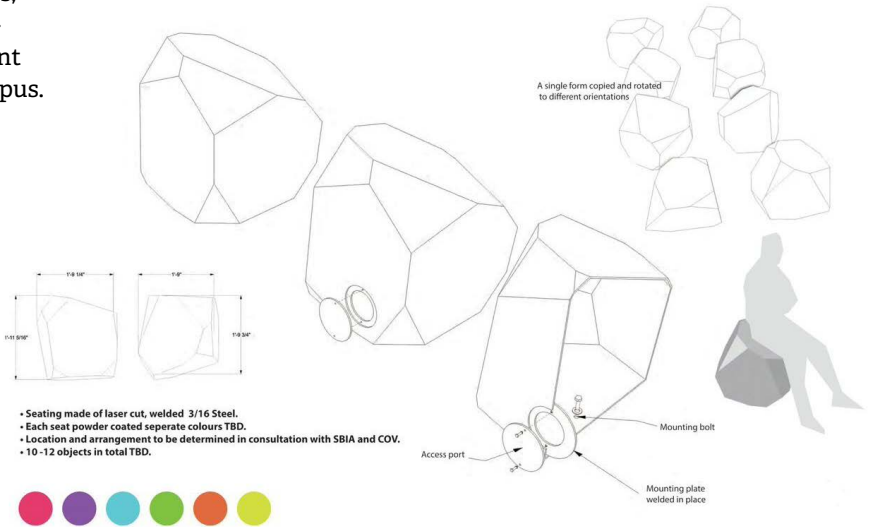 nt
pus.
A single form copied and rotated
to different orientations
1'-8 1/4"
1'-9"
1'-11 5/16"
1'-9 3/4"
• Seating made of laser cut, welded 3/16 Steel.
• Each seat powder coated seperate colours TBD.
• Location and arrangement to be determined in consultation with SBIA and COV.
• 10 -12 objects in total TBD.
Mounting bolt
Access port
Mounting plate
welded in place